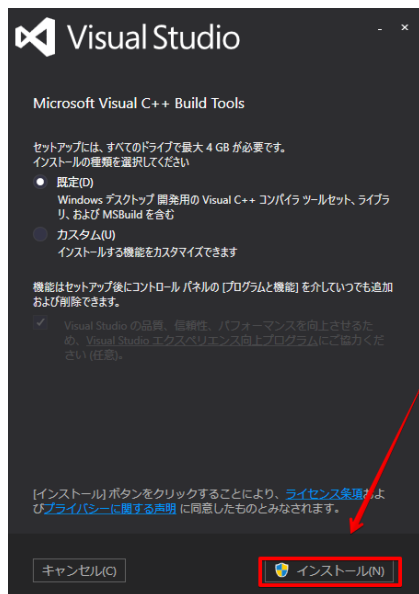 Visual Studio
Microsoft Visual C++ Build Tools
セットアップには、すべてのドライブで最大 4 GB が必要です。
インストールの種類を選択してください
既定(D)
Windows デスクトップ 開発用の Visual C++ コンパイラ ツールセット、ライブラ
リ、および MSBuild を含む
カスタム(U)
インストールする機能をカスタマイズできます
機能はセットアップ後にコントロール パネルの [プログラムと機能] を介していつでも追加
および削除できます。
Visual Studio の品質、信頼性、パフォーマンスを向上させるた
め、Visual Studio エクスペリエンス向上プログラムにご協力くだ
さい (任意)。
[インストール] ボタンをクリックすることにより、ライセンス条項およ
びプライバシーに関する声明 に同意したものとみなされます。
キャンセル(C)
インストール(N)